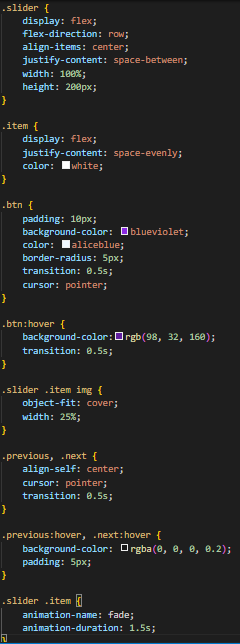 .slider {
display: flex;
flex-direction: row;
align-items: center;
justify-content: space-between;
width: 100%;
height: 200px;
}
.item {
display: flex;
justify-content: space-evenly;
color: white;
}
.btn {
padding: 10px;
background-color: blueviolet;
color: aliceblue;
border-radius: 5px;
transition: 0.5s;
cursor: pointer;
}
.btn:hover {
background-color: rgb(98, 32, 160);
transition: 0.5s;
}
.slider .item img {
object-fit: cover;
width: 25%;
}
.previous, .next {
align-self: center;
cursor: pointer;
transition: 0.5s;
}
.previous:hover, .next:hover {
background-color: rgba(0, 0, 0, 0.2);
padding: 5px;
}
.slider .item {
animation-name: fade;
animation-duration: 1.5s;
}